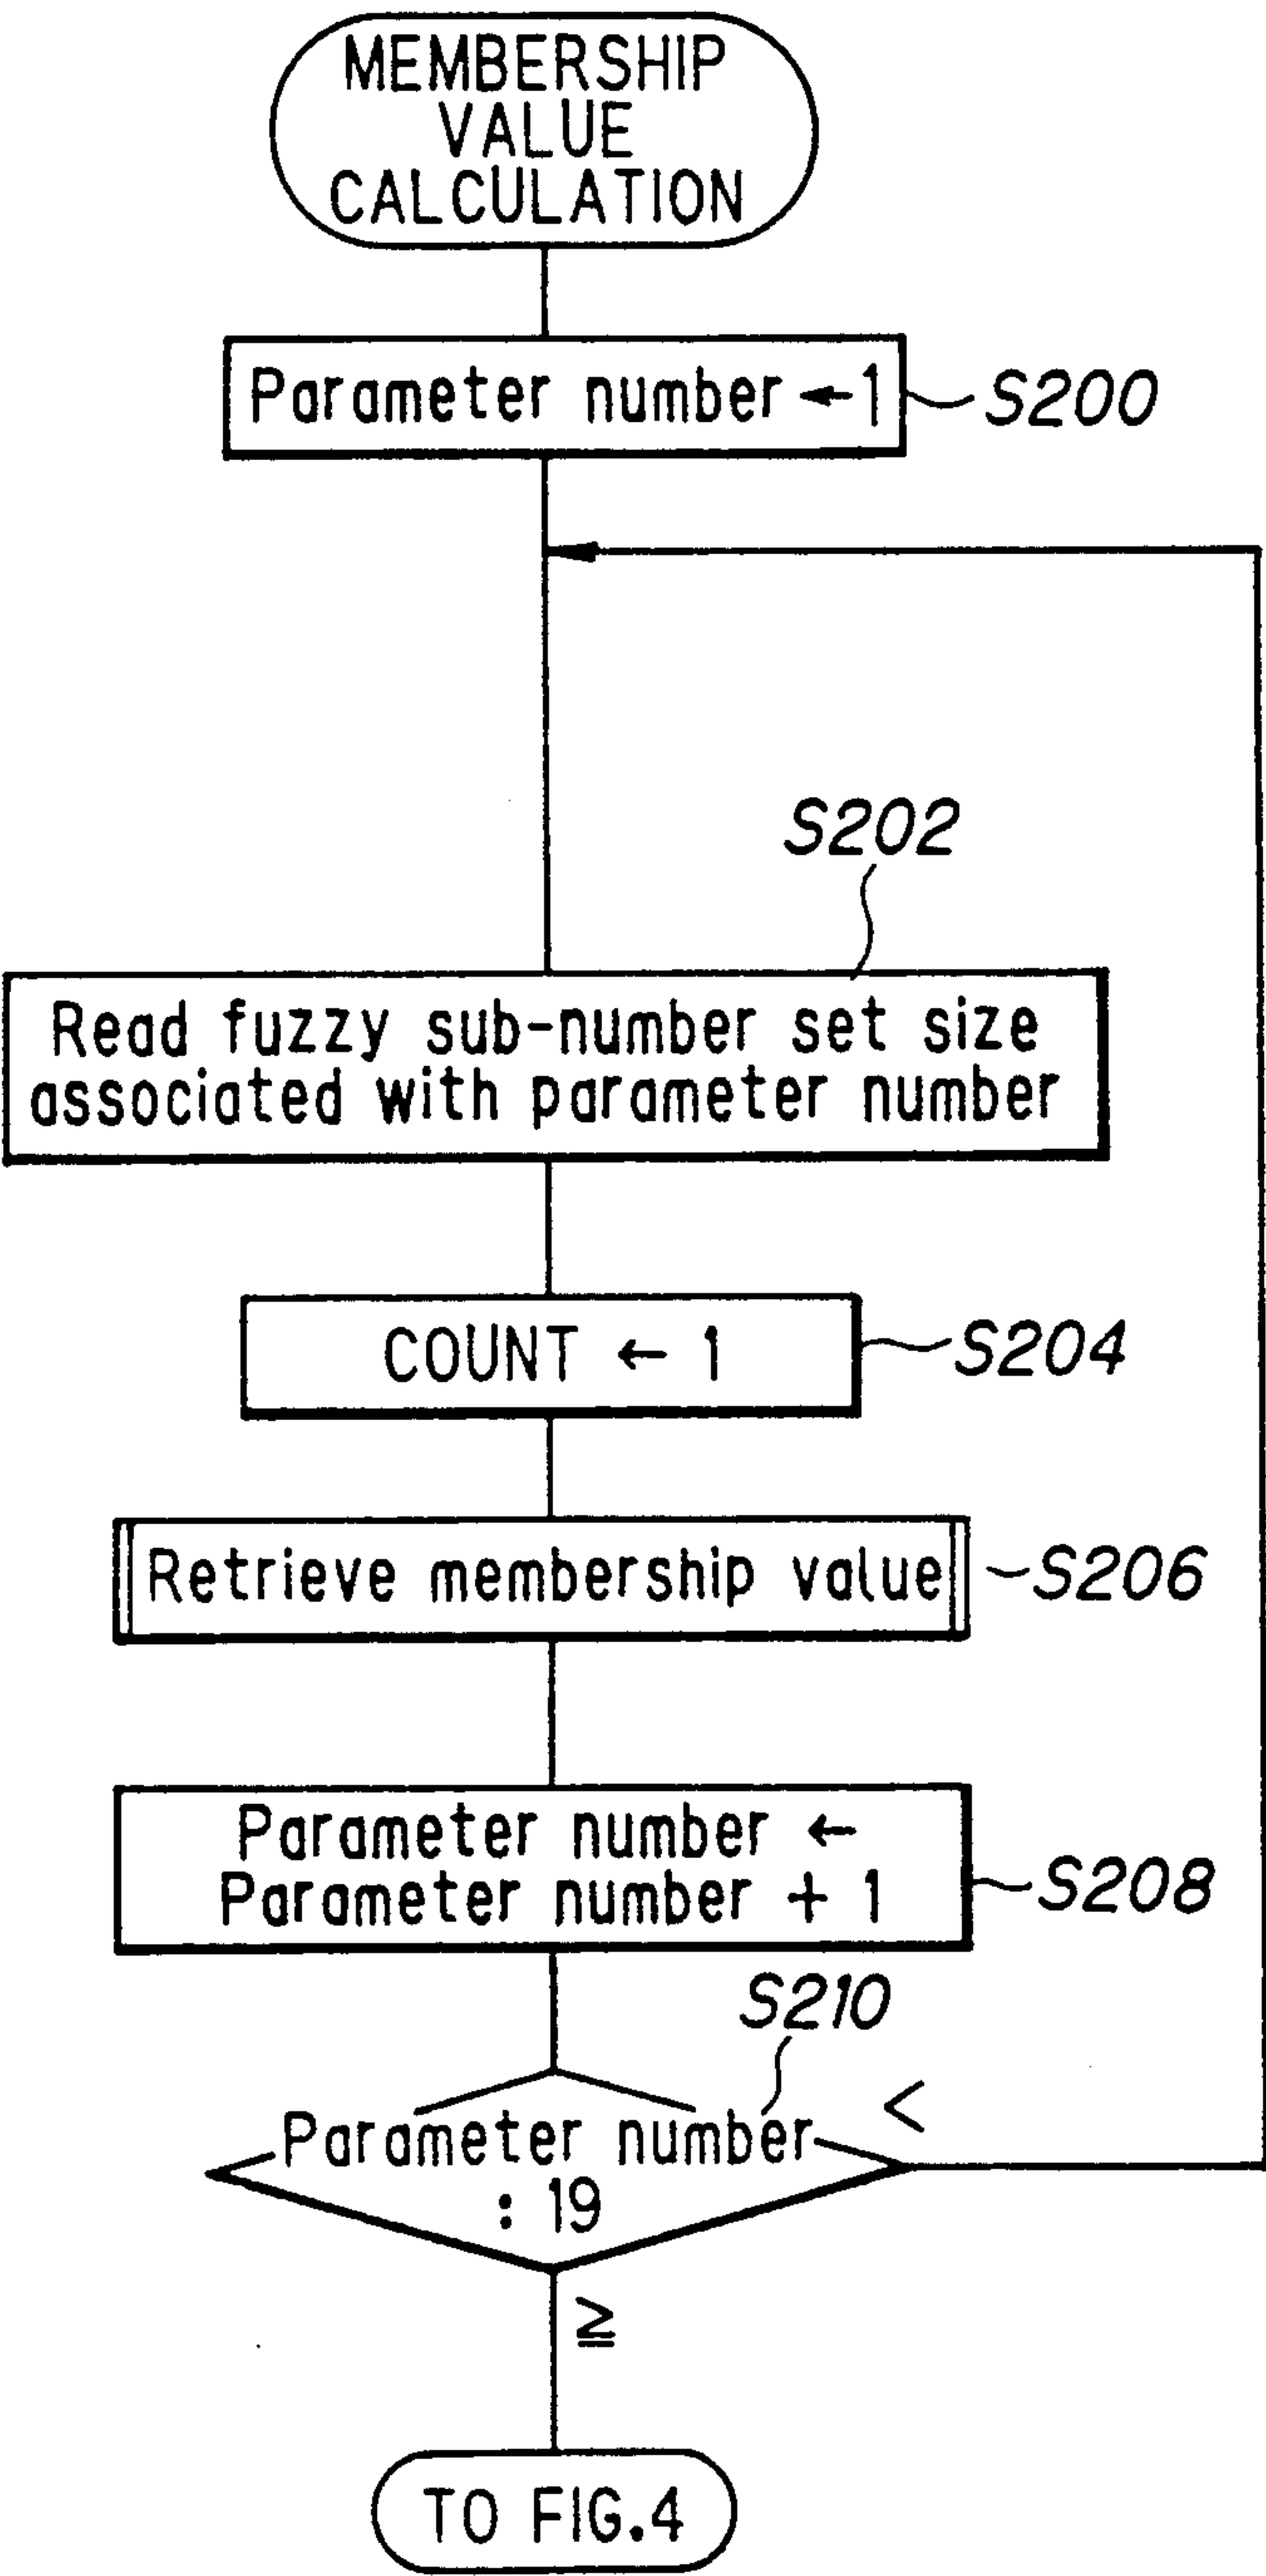 MEMBERSHIP
VALUE
CALCULATION
Parameter number ← 1
S200
S202
Read fuzzy sub-number set size
associated with parameter number
COUNT ← 1
S204
Retrieve membership value
S206
Parameter number ←
Parameter number + 1
S208
S210
Parameter number
: 19
<
≧
TO FIG.4